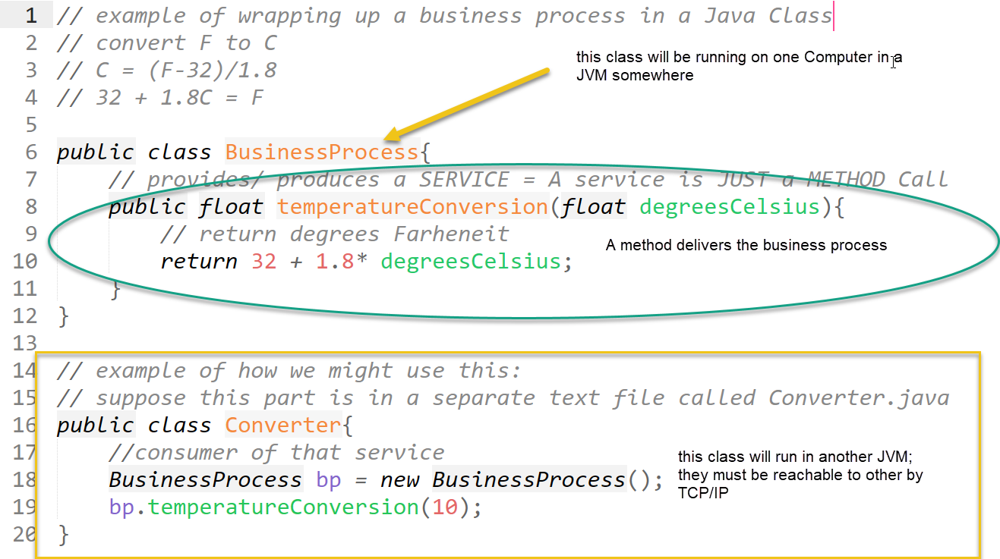 1 // example of wrapping up a business process in a Java Class
2 // convert F to C
this class will be running on one Computer in a
3 // C = (F-32)/1.8
JVM somewhere
4 // 32 + 1.8C = F
5
6 public class BusinessProcess{
7 // provides/ produces a SERVICE = A service is JUST a METHOD Call
8 public float temperatureConversion(float degreesCelsius){
9 // return degrees Farheneit
A method delivers the business process
10 return 32 + 1.8* degreesCelsius;
11 }
12 }
13
14 // example of how we might use this:
15 // suppose this part is in a separate text file called Converter.java
16 public class Converter{
17 //consumer of that service
this class will run in another JVM;
18 BusinessProcess bp = new BusinessProcess();
they must be reachable to other by
TCP/IP
19 bp.temperatureConversion(10);
20 }